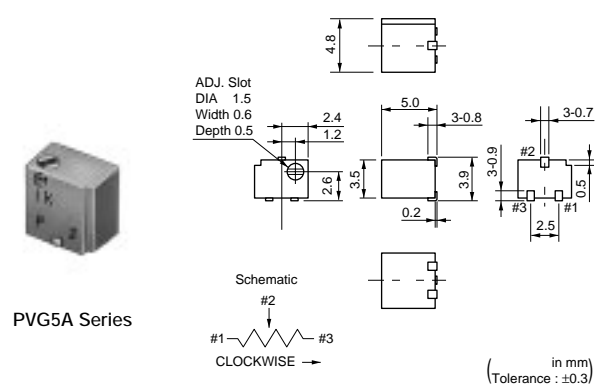 4.8
ADJ. Slot
DIA 1.5
Width 0.6
Depth 0.5
2.4
1.2
2.6
5.0
3-0.8
3.5
3.9
0.2
3-0.7
#2
3-0.9
0.5
#3
#1
2.5
1k
P 2
PVG5A Series
Schematic
#2
#1
#3
CLOCKWISE
(in mm
Tolerance : ±0.3)